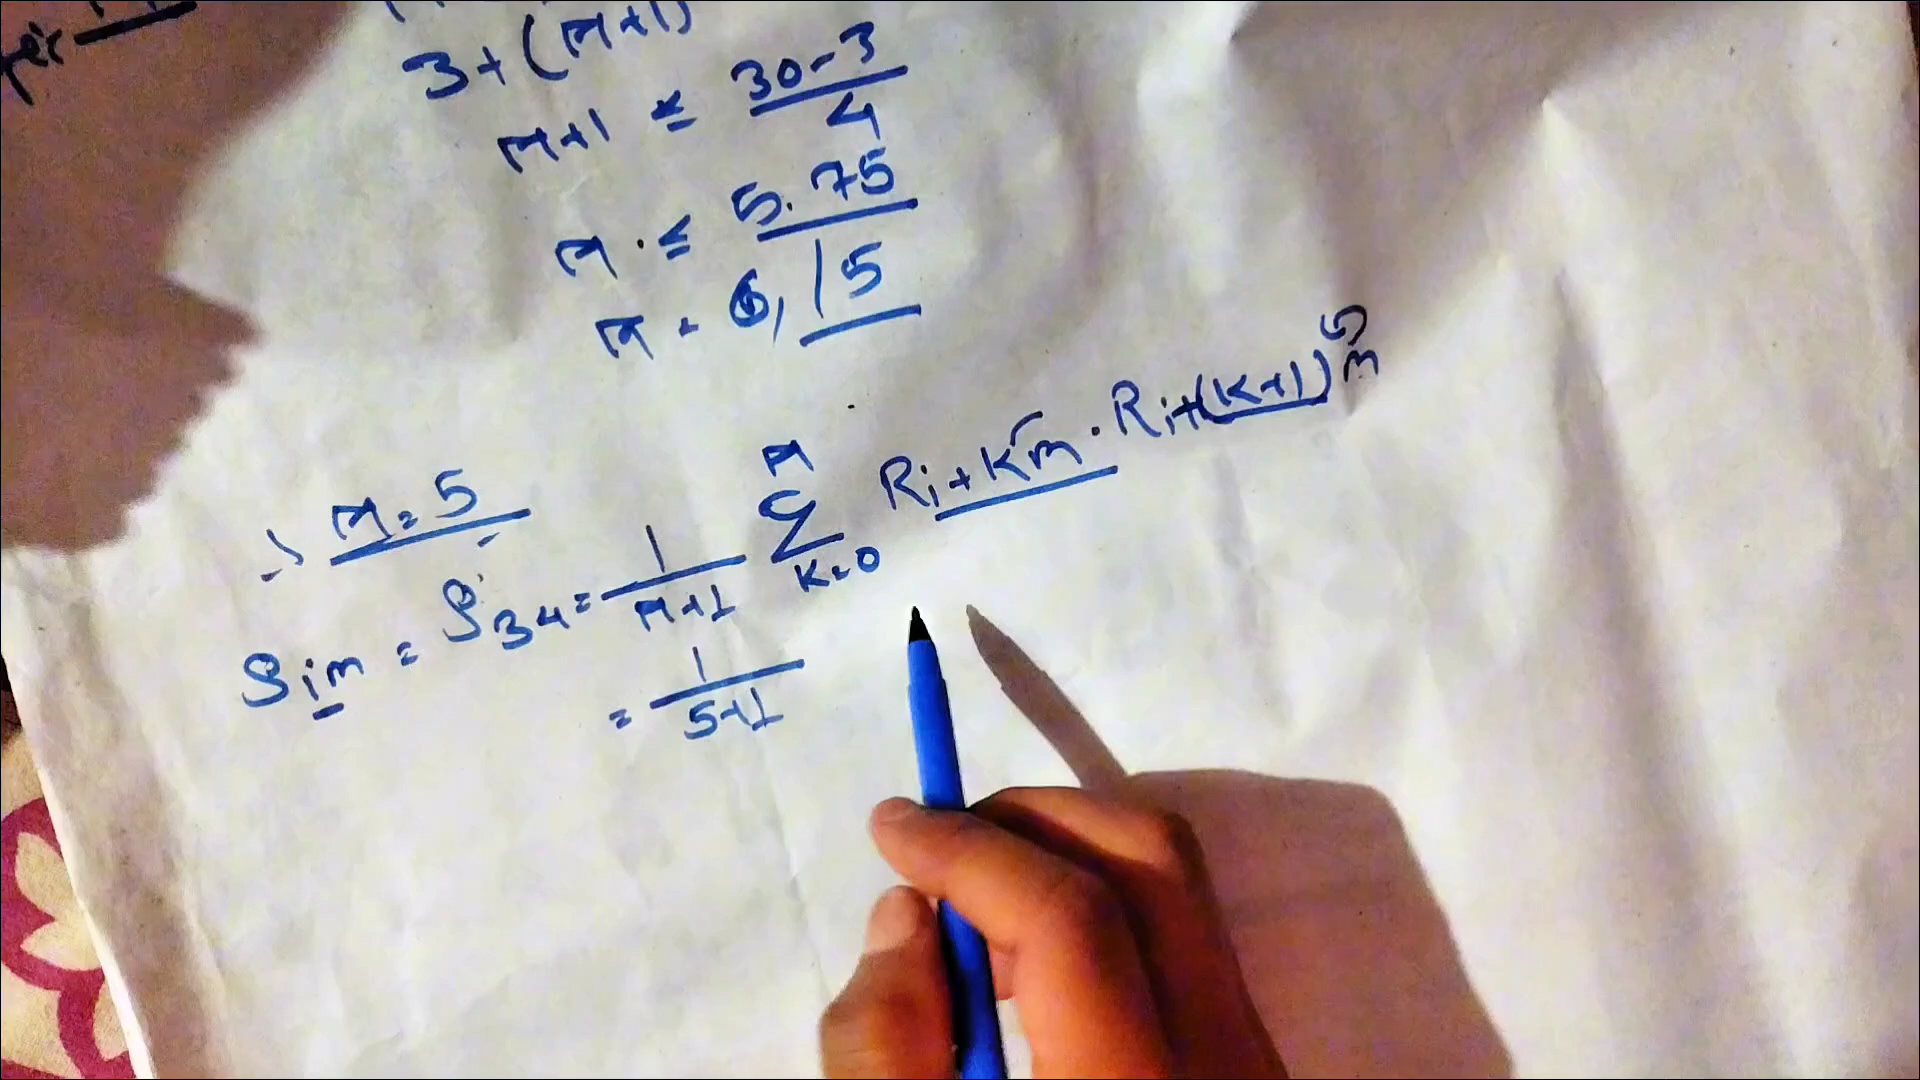 3+(M+1)
M+1 ≤ 30-3/4
M ≤ 5.75
M = 6, / 5
∴ M = 5
ρim = ρ34 = 1/M+1 M Σ K=0 Ri+Km . Ri+(K+1)m
= 1/5+1